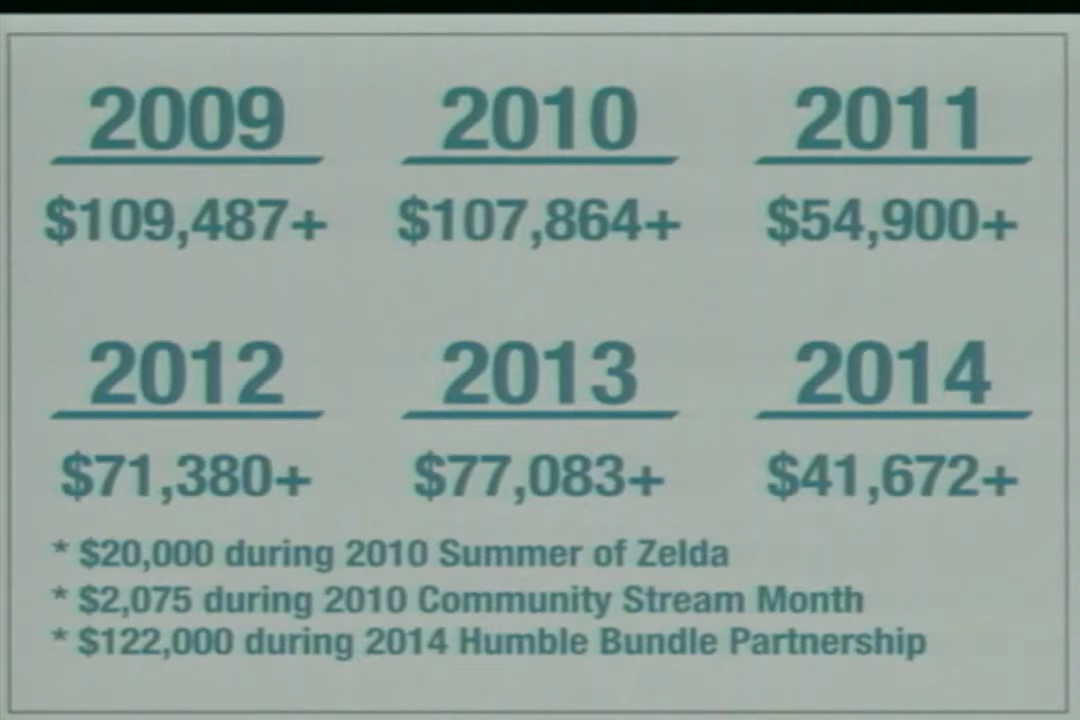 2009 2010 2011
$109,487+ $107,864+ $54,900+
2012 2013 2014
$71,380+ $77,083+ $41,672+
* $20,000 during 2010 Summer of Zelda
* $2,075 during 2010 Community Stream Month
* $122,000 during 2014 Humble Bundle Partnership